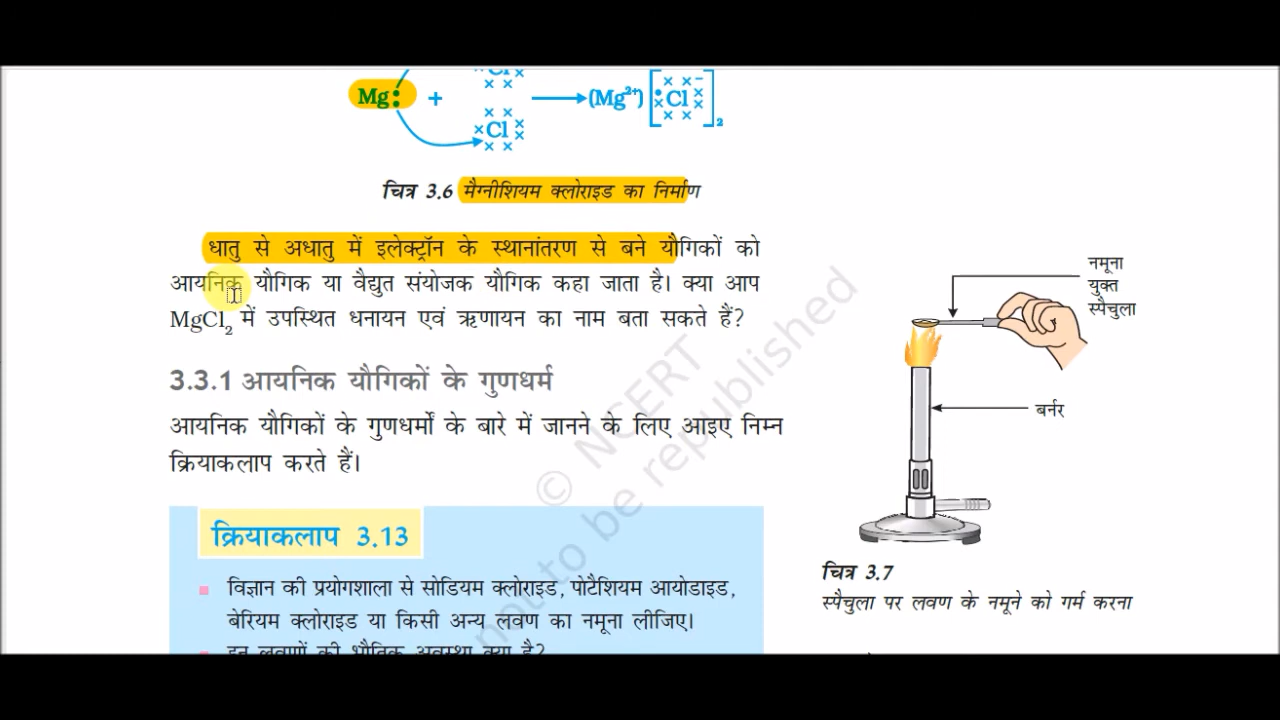 Cl
Mg + Cl → (Mg²⁺) [Cl]⁻₂
चित्र 3.6 मैग्नीशियम क्लोराइड का निर्माण
धातु से अधातु में इलेक्ट्रॉन के स्थानांतरण से बने यौगिकों को
आयनिक यौगिक या वैद्युत संयोजक यौगिक कहा जाता है। क्या आप
MgCl₂ में उपस्थित धनायन एवं ऋणायन का नाम बता सकते हैं?
3.3.1 आयनिक यौगिकों के गुणधर्म
आयनिक यौगिकों के गुणधर्मों के बारे में जानने के लिए आइए निम्न
क्रियाकलाप करते हैं।
क्रियाकलाप 3.13
विज्ञान की प्रयोगशाला से सोडियम क्लोराइड, पोटैशियम आयोडाइड,
बेरियम क्लोराइड या किसी अन्य लवण का नमूना लीजिए।
इन लवणों की भौतिक अवस्था क्या है?
नमूना
युक्त
स्पैचुला
बर्नर
चित्र 3.7
स्पैचुला पर लवण के नमूने को गर्म करना
© NCERT
not to be republished